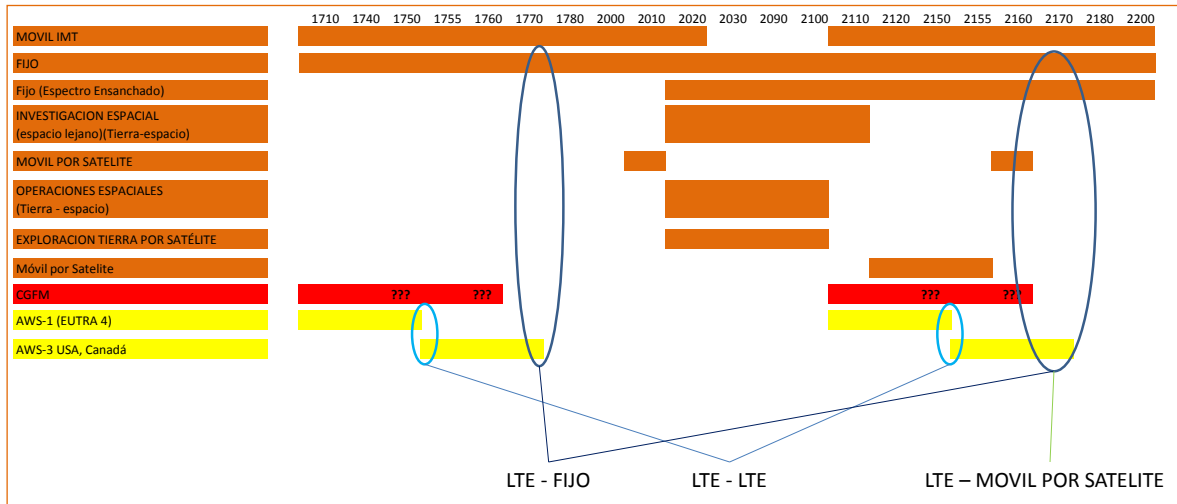 1710 1740 1750 1755 1760 1770 1780 2000 2010 2020 2030 2090 2100 2110 2120 2150 2155 2160 2170 2180 2200
MOVIL IMT
FIJO
Fijo (Espectro Ensanchado)
INVESTIGACION ESPACIAL
(espacio lejano)(Tierra-espacio)
MOVIL POR SATELITE
OPERACIONES ESPACIALES
(Tierra - espacio)
EXPLORACION TIERRA POR SATÉLITE
Móvil por Satelite
CGFM ??? ??? ??? ???
AWS-1 (EUTRA 4)
AWS-3 USA, Canadá
LTE - FIJO LTE - LTE LTE – MOVIL POR SATELITE